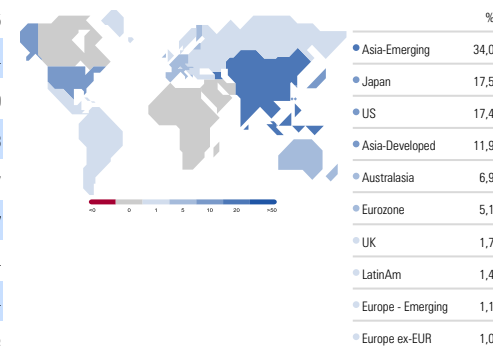 %
Asia-Emerging 34,0
Japan 17,5
US 17,4
Asia-Developed 11,9
Australasia 6,9
Eurozone 5,1
UK 1,7
LatinAm 1,4
Europe - Emerging 1,1
Europe ex-EUR 1,0
<0 0 1 5 10 20 >50